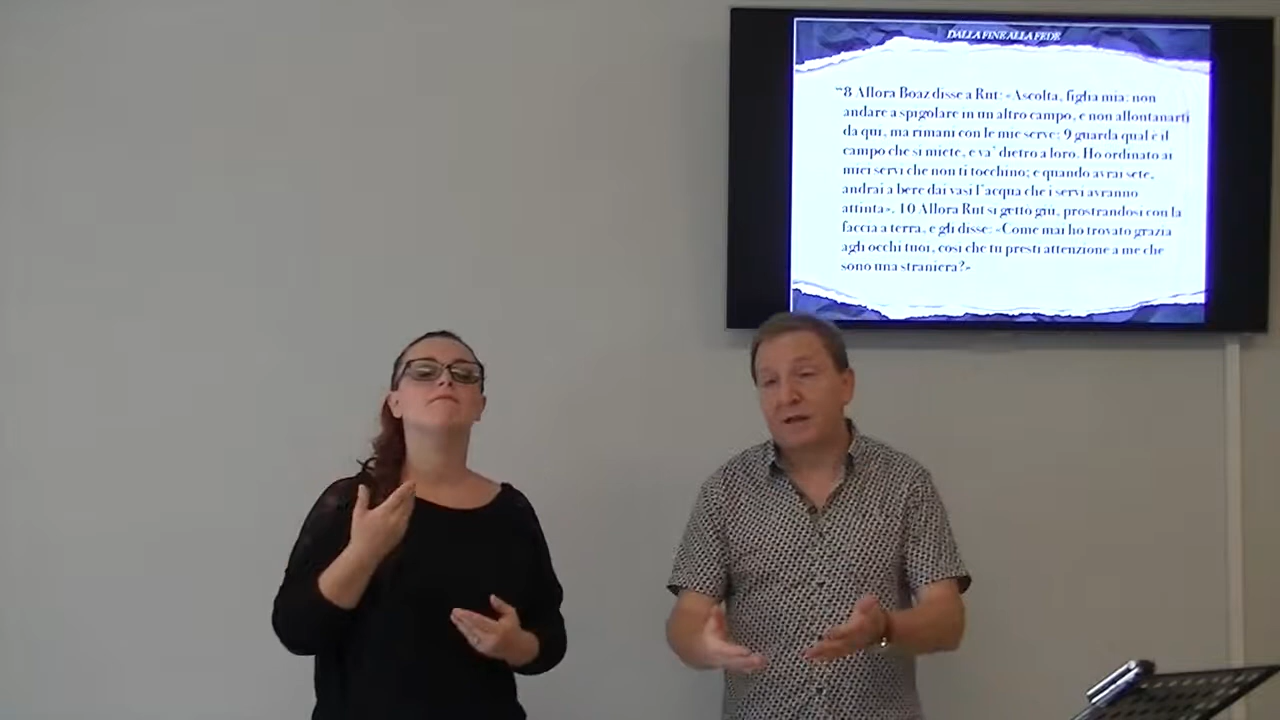 DALLA FINE ALLA FEDE
“8 Allora Boaz disse a Rut: «Ascolta, figlia mia; non
andare a spigolare in un altro campo, e non allontanarti
da qui, ma rimani con le mie serve; 9 guarda qual è il
campo che si miete, e va' dietro a loro. Ho ordinato ai
miei servi che non ti tocchino; e quando avrai sete,
andrai a bere dai vasi l'acqua che i servi avranno
attinta». 10 Allora Rut si gettò giù, prostrandosi con la
faccia a terra, e gli disse: «Come mai ho trovato grazia
agli occhi tuoi, così che tu presti attenzione a me che
sono una straniera?»